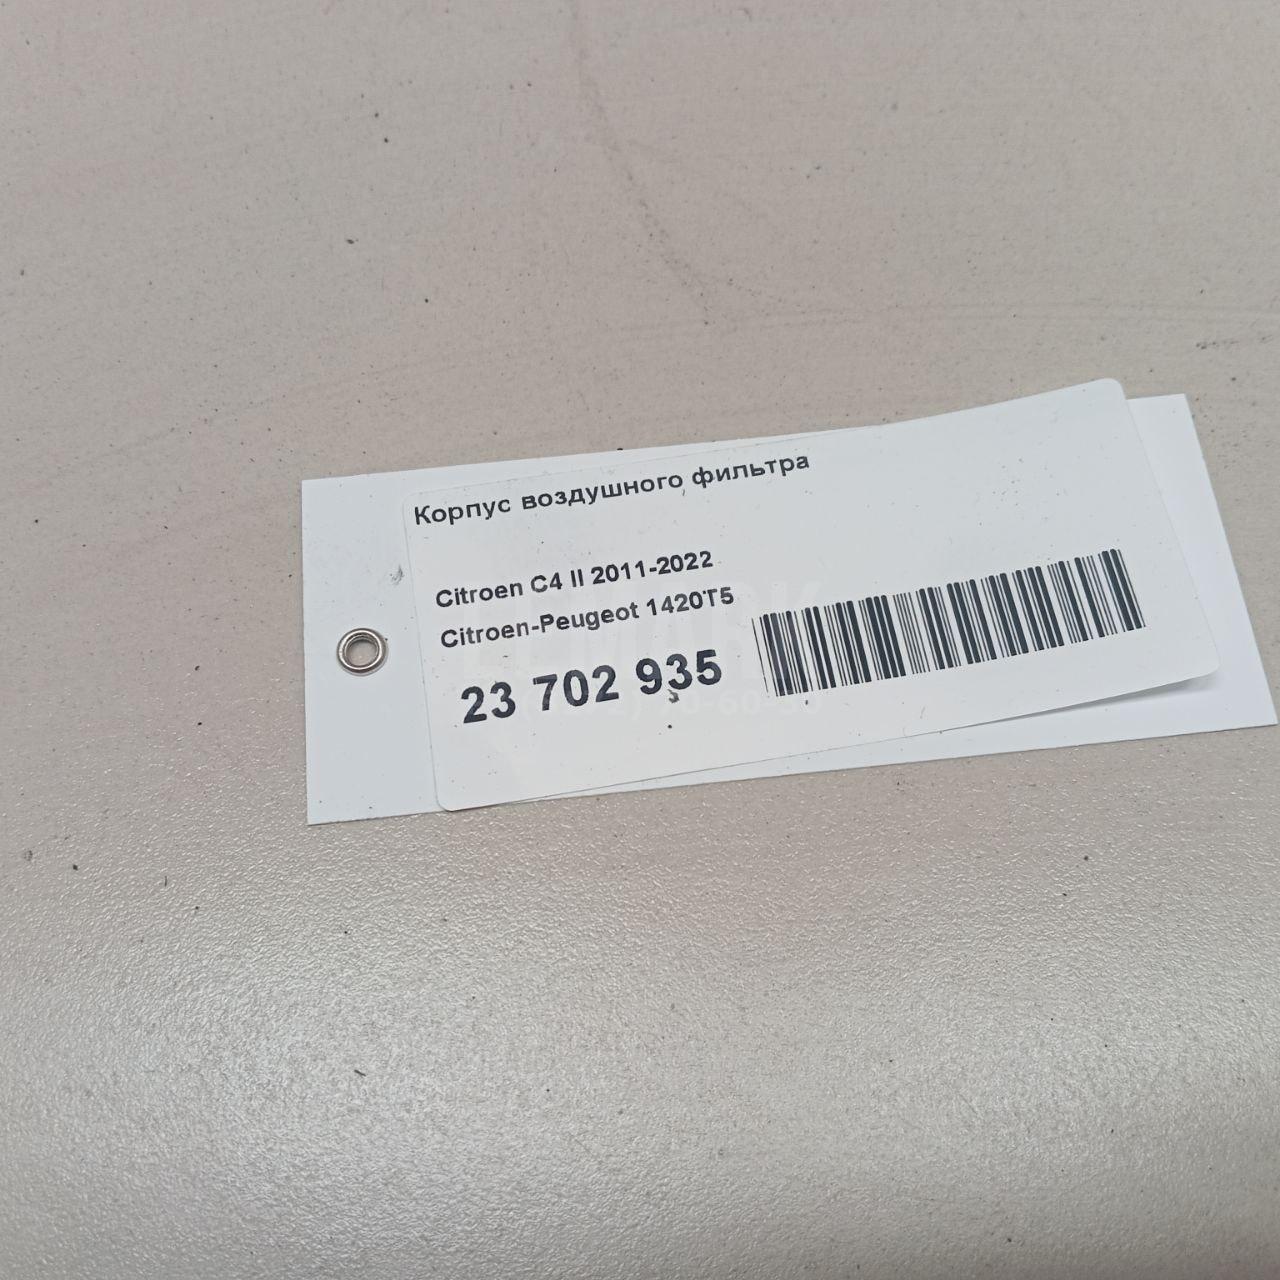 Корпус воздушного фильтра
Citroen C4 II 2011-2022
Citroen-Peugeot 1420T5
23 702 935